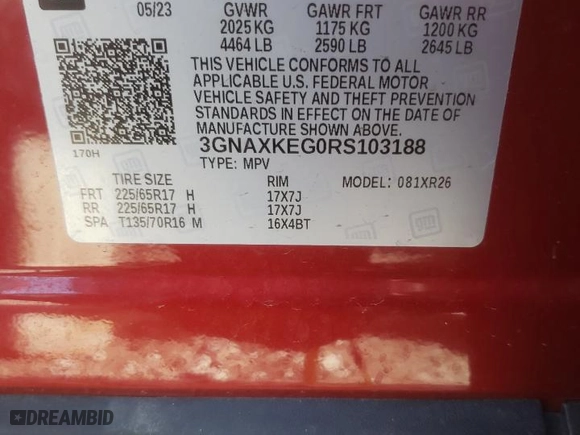 05/23 GVWR GAWR FRT GAWR RR
2025 KG 1175 KG 1200 KG
4464 LB 2590 LB 2645 LB
THIS VEHICLE CONFORMS TO ALL
APPLICABLE U.S. FEDERAL MOTOR
VEHICLE SAFETY AND THEFT PREVENTION
STANDARDS IN EFFECT ON THE DATE OF
MANUFACTURE SHOWN ABOVE.
170H
3GNAXKEG0RS103188
TYPE: MPV
TIRE SIZE RIM MODEL: 081XR26
FRT 225/65R17 H 17X7J
RR 225/65R17 H 17X7J
SPA T135/70R16 M 16X4BT
DREAMBID